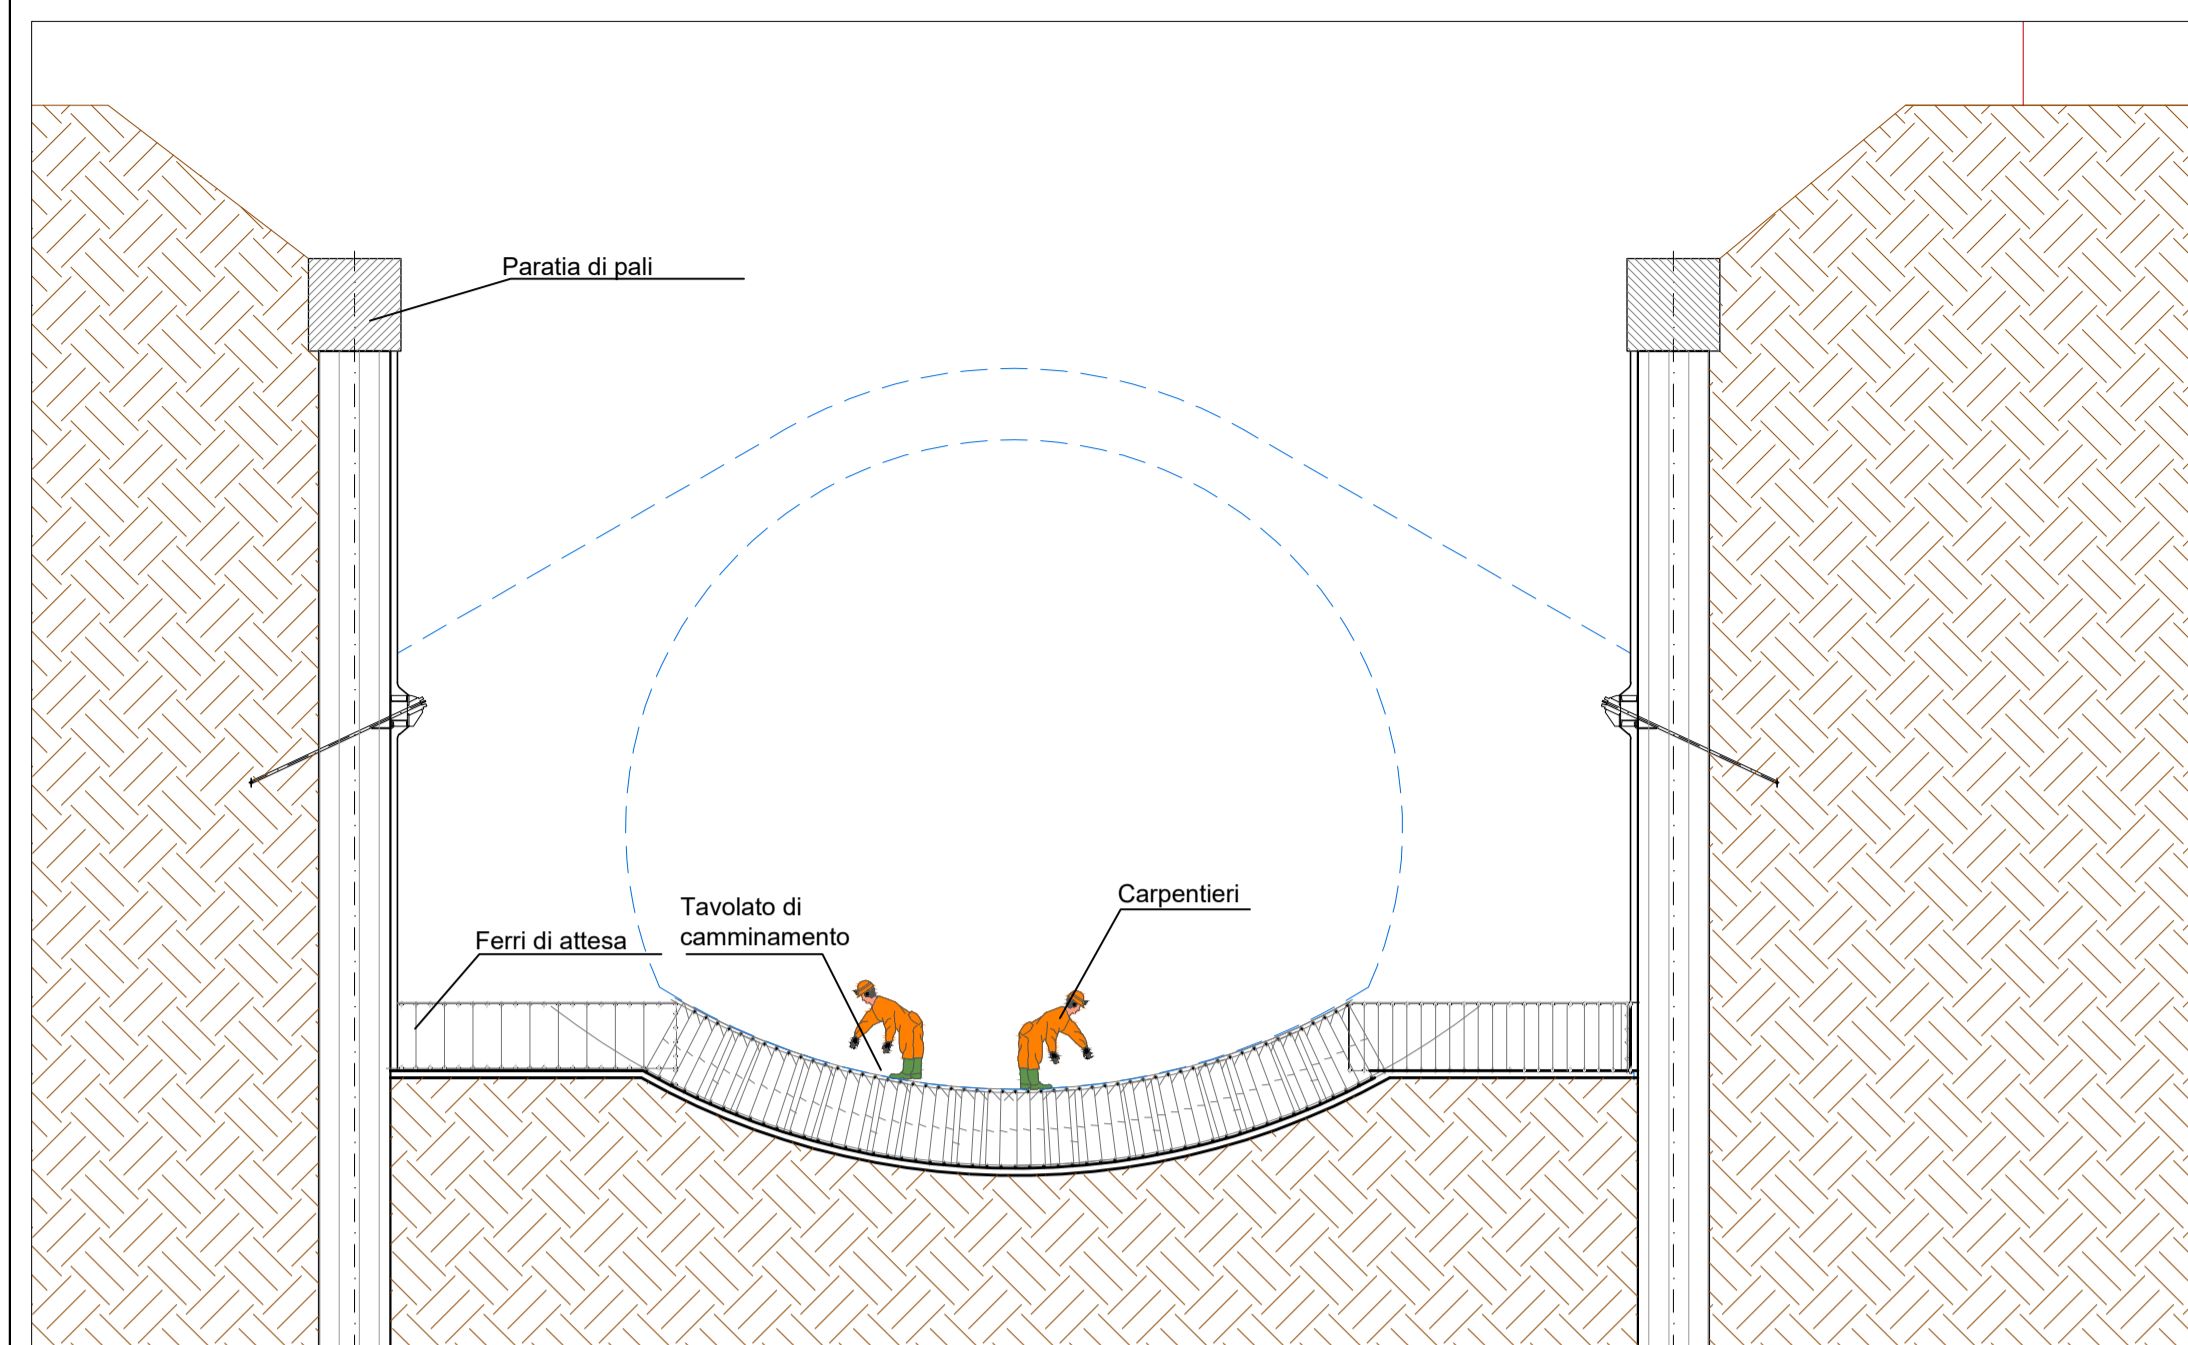 Paratia di pali
Carpentieri
Tavolato di
camminamento
Ferri di attesa